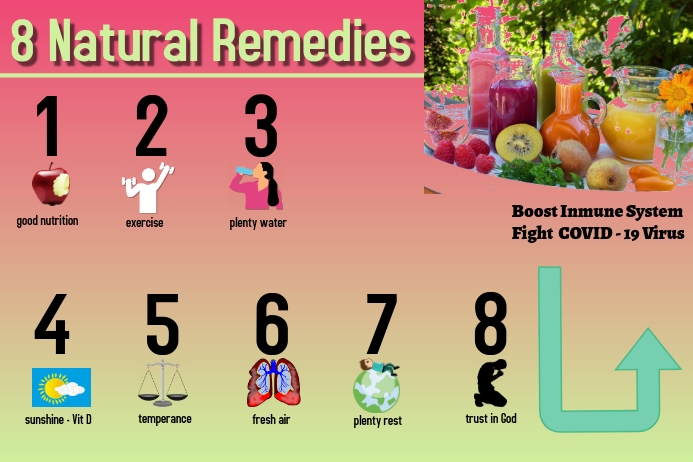 8 Natural Remedies
1
2
3
good nutrition
exercise
plenty water
Boost Inmune System
Fight COVID - 19 Virus
4
5
6
7
8
sunshine - Vit D
temperance
fresh air
plenty rest
trust in God